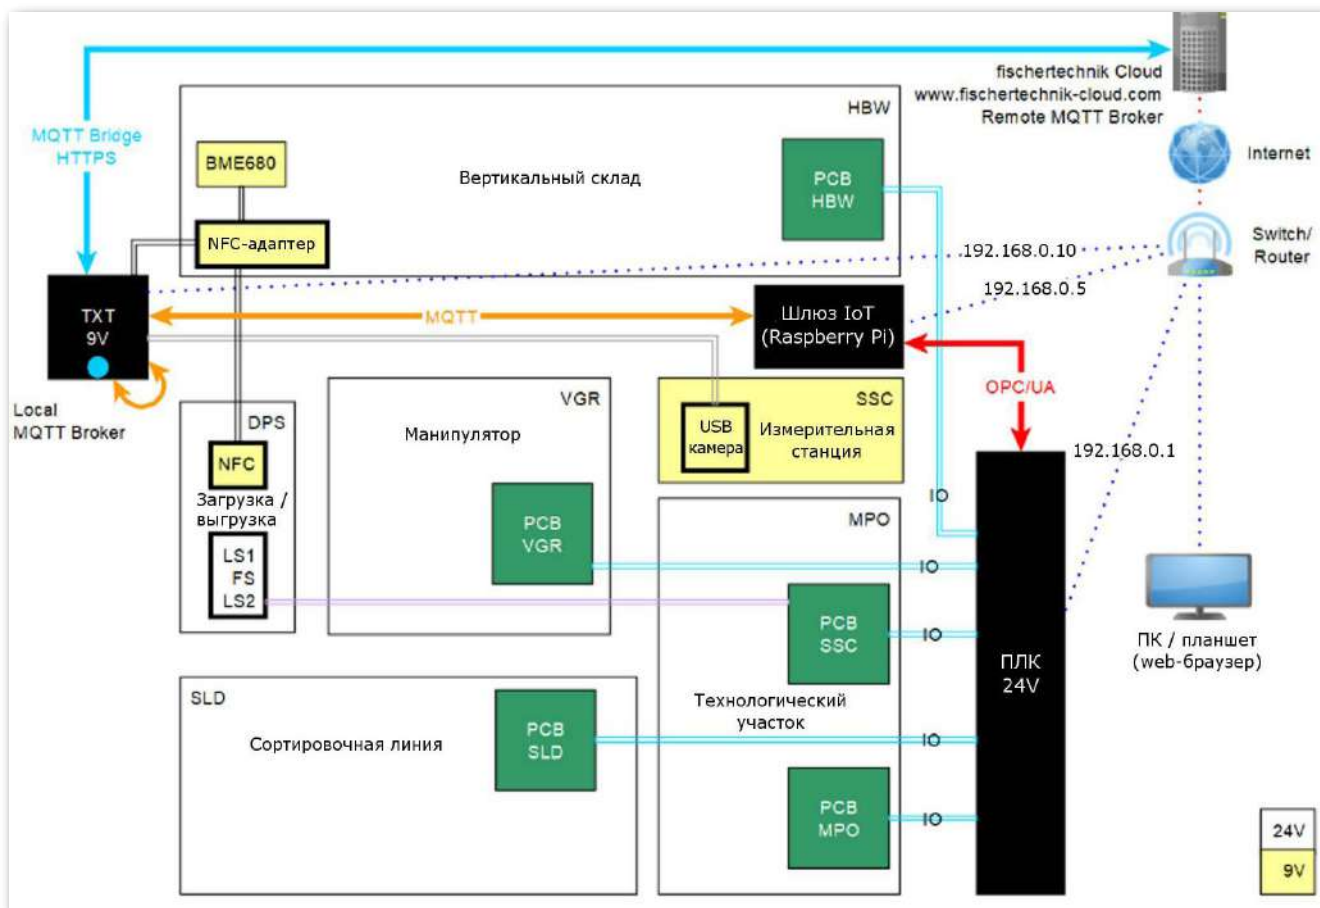 fischertechnik Cloud
www.fischertechnik-cloud.com
Remote MQTT Broker
MQTT Bridge
HTTPS
HBW
BME680
Вертикальный склад
PCB
HBW
Internet
NFC-адаптер
Switch/
Router
192.168.0.10
192.168.0.5
TXT
9V
MQTT
Шлюз IoT
(Raspberry Pi)
Local
MQTT Broker
OPC/UA
DPS
VGR
SSC
Манипулятор
USB
камера
Измерительная
станция
NFC
192.168.0.1
Загрузка /
выгрузка
IO
PCB
VGR
MPO
LS1
FS
LS2
IO
PCB
SSC
IO
ПК / планшет
(web-браузер)
ПЛК
24V
SLD
Технологический
участок
PCB
SLD
Сортировочная линия
IO
PCB
MPO
IO
24V
9V